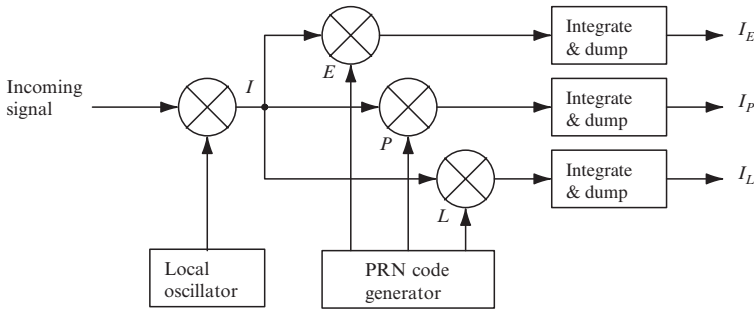 Integrate
& dump
I_E
E
Incoming
signal
I
Integrate
& dump
I_P
P
Integrate
& dump
I_L
L
Local
oscillator
PRN code
generator